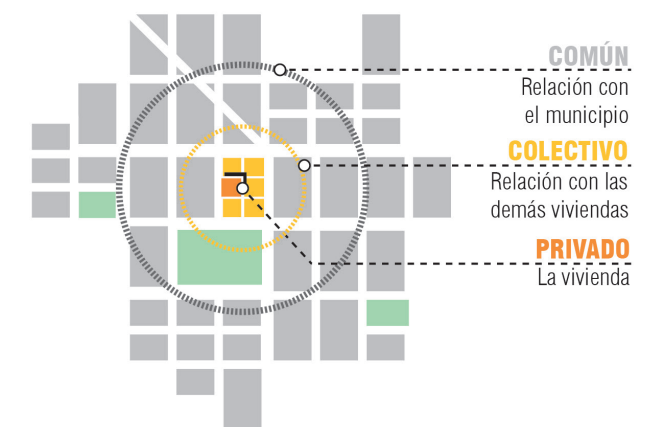 COMÚN
Relación con
el municipio
COLECTIVO
Relación con las
demás viviendas
PRIVADO
La vivienda